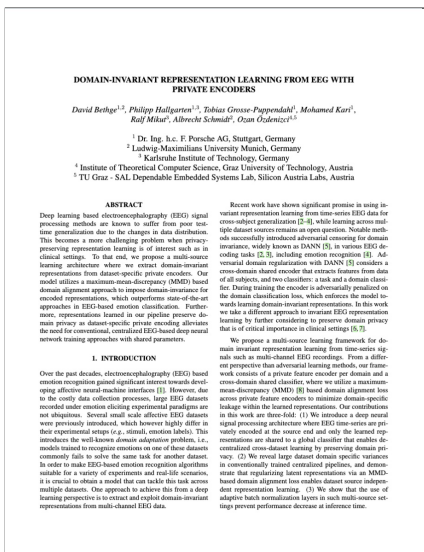 DOMAIN-INVARIANT REPRESENTATION LEARNING FROM EEG WITH
PRIVATE ENCODERS
David Bethge1,2, Philipp Hallgarten1,3, Tobias Grosse-Puppendahl1, Mohamed Kari1,
Ralf Mikut3, Albrecht Schmidt2, Ozan Özdenizci4,5
1 Dr. Ing. h.c. F. Porsche AG, Stuttgart, Germany
2 Ludwig-Maximilians University Munich, Germany
3 Karlsruhe Institute of Technology, Germany
4 Institute of Theoretical Computer Science, Graz University of Technology, Austria
5 TU Graz - SAL Dependable Embedded Systems Lab, Silicon Austria Labs, Austria
ABSTRACT
Deep learning based electroencephalography (EEG) signal
processing methods are known to suffer from poor test-
time generalization due to the changes in data distribution.
This becomes a more challenging problem when privacy-
preserving representation learning is of interest such as in
clinical settings. To that end, we propose a multi-source
learning architecture where we extract domain-invariant
representations from dataset-specific private encoders. Our
model utilizes a maximum-mean-discrepancy (MMD) based
domain alignment approach to impose domain-invariance for
encoded representations, which outperforms state-of-the-art
approaches in EEG-based emotion classification. Further-
more, representations learned in our pipeline preserve do-
main privacy as dataset-specific private encoding alleviates
the need for conventional, centralized EEG-based deep neural
network training approaches with shared parameters.
1. INTRODUCTION
Over the past decades, electroencephalography (EEG) based
emotion recognition gained significant interest towards devel-
oping affective neural-machine interfaces [1]. However, due
to the costly data collection processes, large EEG datasets
recorded under emotion eliciting experimental paradigms are
not ubiquitous. Several small scale affective EEG datasets
were previously introduced, which however highly differ in
their experimental setups (e.g., stimuli, emotion labels). This
introduces the well-known domain adaptation problem, i.e.,
models trained to recognize emotions on one of these datasets
commonly fails to solve the same task for another dataset.
In order to make EEG-based emotion recognition algorithms
suitable for a variety of experiments and real-life scenarios,
it is crucial to obtain a model that can tackle this task across
multiple datasets. One approach to achieve this from a deep
learning perspective is to extract and exploit domain-invariant
representations from multi-channel EEG data.
Recent work have shown significant promise in using in-
variant representation learning from time-series EEG data for
cross-subject generalization [2–4], while learning across mul-
tiple dataset sources remains an open question. Notable meth-
ods successfully introduced adversarial censoring for domain
invariance, widely known as DANN [5], in various EEG de-
coding tasks [2, 3], including emotion recognition [4]. Ad-
versarial domain regularization with DANN [5] considers a
cross-domain shared encoder that extracts features from data
of all subjects, and two classifiers: a task and a domain classi-
fier. During training the encoder is adversarially penalized on
the domain classification loss, which enforces the model to-
wards learning domain-invariant representations. In this work
we take a different approach to invariant EEG representation
learning by further considering to preserve domain privacy
that is of critical importance in clinical settings [6, 7].
We propose a multi-source learning framework for do-
main invariant representation learning from time-series sig-
nals such as multi-channel EEG recordings. From a differ-
ent perspective than adversarial learning methods, our frame-
work consists of a private feature encoder per domain and a
cross-domain shared classifier, where we utilize a maximum-
mean-discrepancy (MMD) [8] based domain alignment loss
across private feature encoders to minimize domain-specific
leakage within the learned representations. Our contributions
in this work are three-fold: (1) We introduce a deep neural
signal processing architecture where EEG time-series are pri-
vately encoded at the source and only the learned rep-
resentations are shared to a global classifier that enables de-
centralized cross-dataset learning by preserving domain pri-
vacy. (2) We reveal large dataset domain specific variances
in conventionally trained centralized pipelines, and demon-
strate that regularizing latent representations via an MMD-
based domain alignment loss enables dataset source indepen-
dent representation learning. (3) We show that the use of
adaptive batch normalization layers in such multi-source set-
tings prevent performance decrease at inference time.